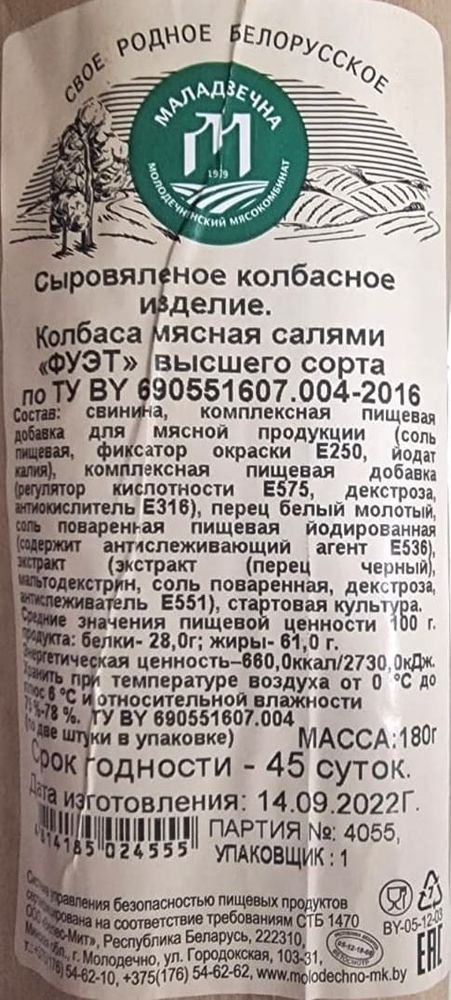 СВОЕ РОДНОЕ БЕЛОРУССКОЕ
МАЛАДЗЕЧНА
1979
МОЛОДЕЧНЕНСКИЙ МЯСОКОМБИНАТ
Сыровяленое колбасное
изделие.
Колбаса мясная салями
«ФУЭТ» высшего сорта
по ТУ BY 690551607.004-2016
Состав: свинина, комплексная пищевая
добавка для мясной продукции (соль
пищевая, фиксатор окраски Е250, йодат
калия), комплексная пищевая добавка
(регулятор кислотности Е575, декстроза,
антиокислитель Е316), перец белый молотый,
соль поваренная пищевая йодированная
(содержит антислеживающий агент Е536),
экстракт (экстракт (перец черный),
мальтодекстрин, соль поваренная, декстроза,
антислеживатель Е551), стартовая культура.
Средние значения пищевой ценности 100 г.
продукта: белки- 28,0г; жиры- 61,0 г.
Энергетическая ценность–660,0ккал/2730,0кДж.
Хранить при температуре воздуха от 0 °С до
плюс 6 °С и относительной влажности
75%-78 %. ТУ BY 690551607.004
(по две штуки в упаковке) МАССА:180г
Срок годности - 45 суток.
Дата изготовления: 14.09.2022г.
4814185024555
ПАРТИЯ №: 4055,
УПАКОВЩИК : 1
Система управления безопасностью пищевых продуктов
сертифицирована на соответствие требованиям СТБ 1470
Республика Беларусь, 222310,
Минская обл., г. Молодечно, ул. Городокская, 103-31,
54-62-10, +375(176) 54-62-62, www.molodechno-mk.by
7
BY-05-12-03
EAC